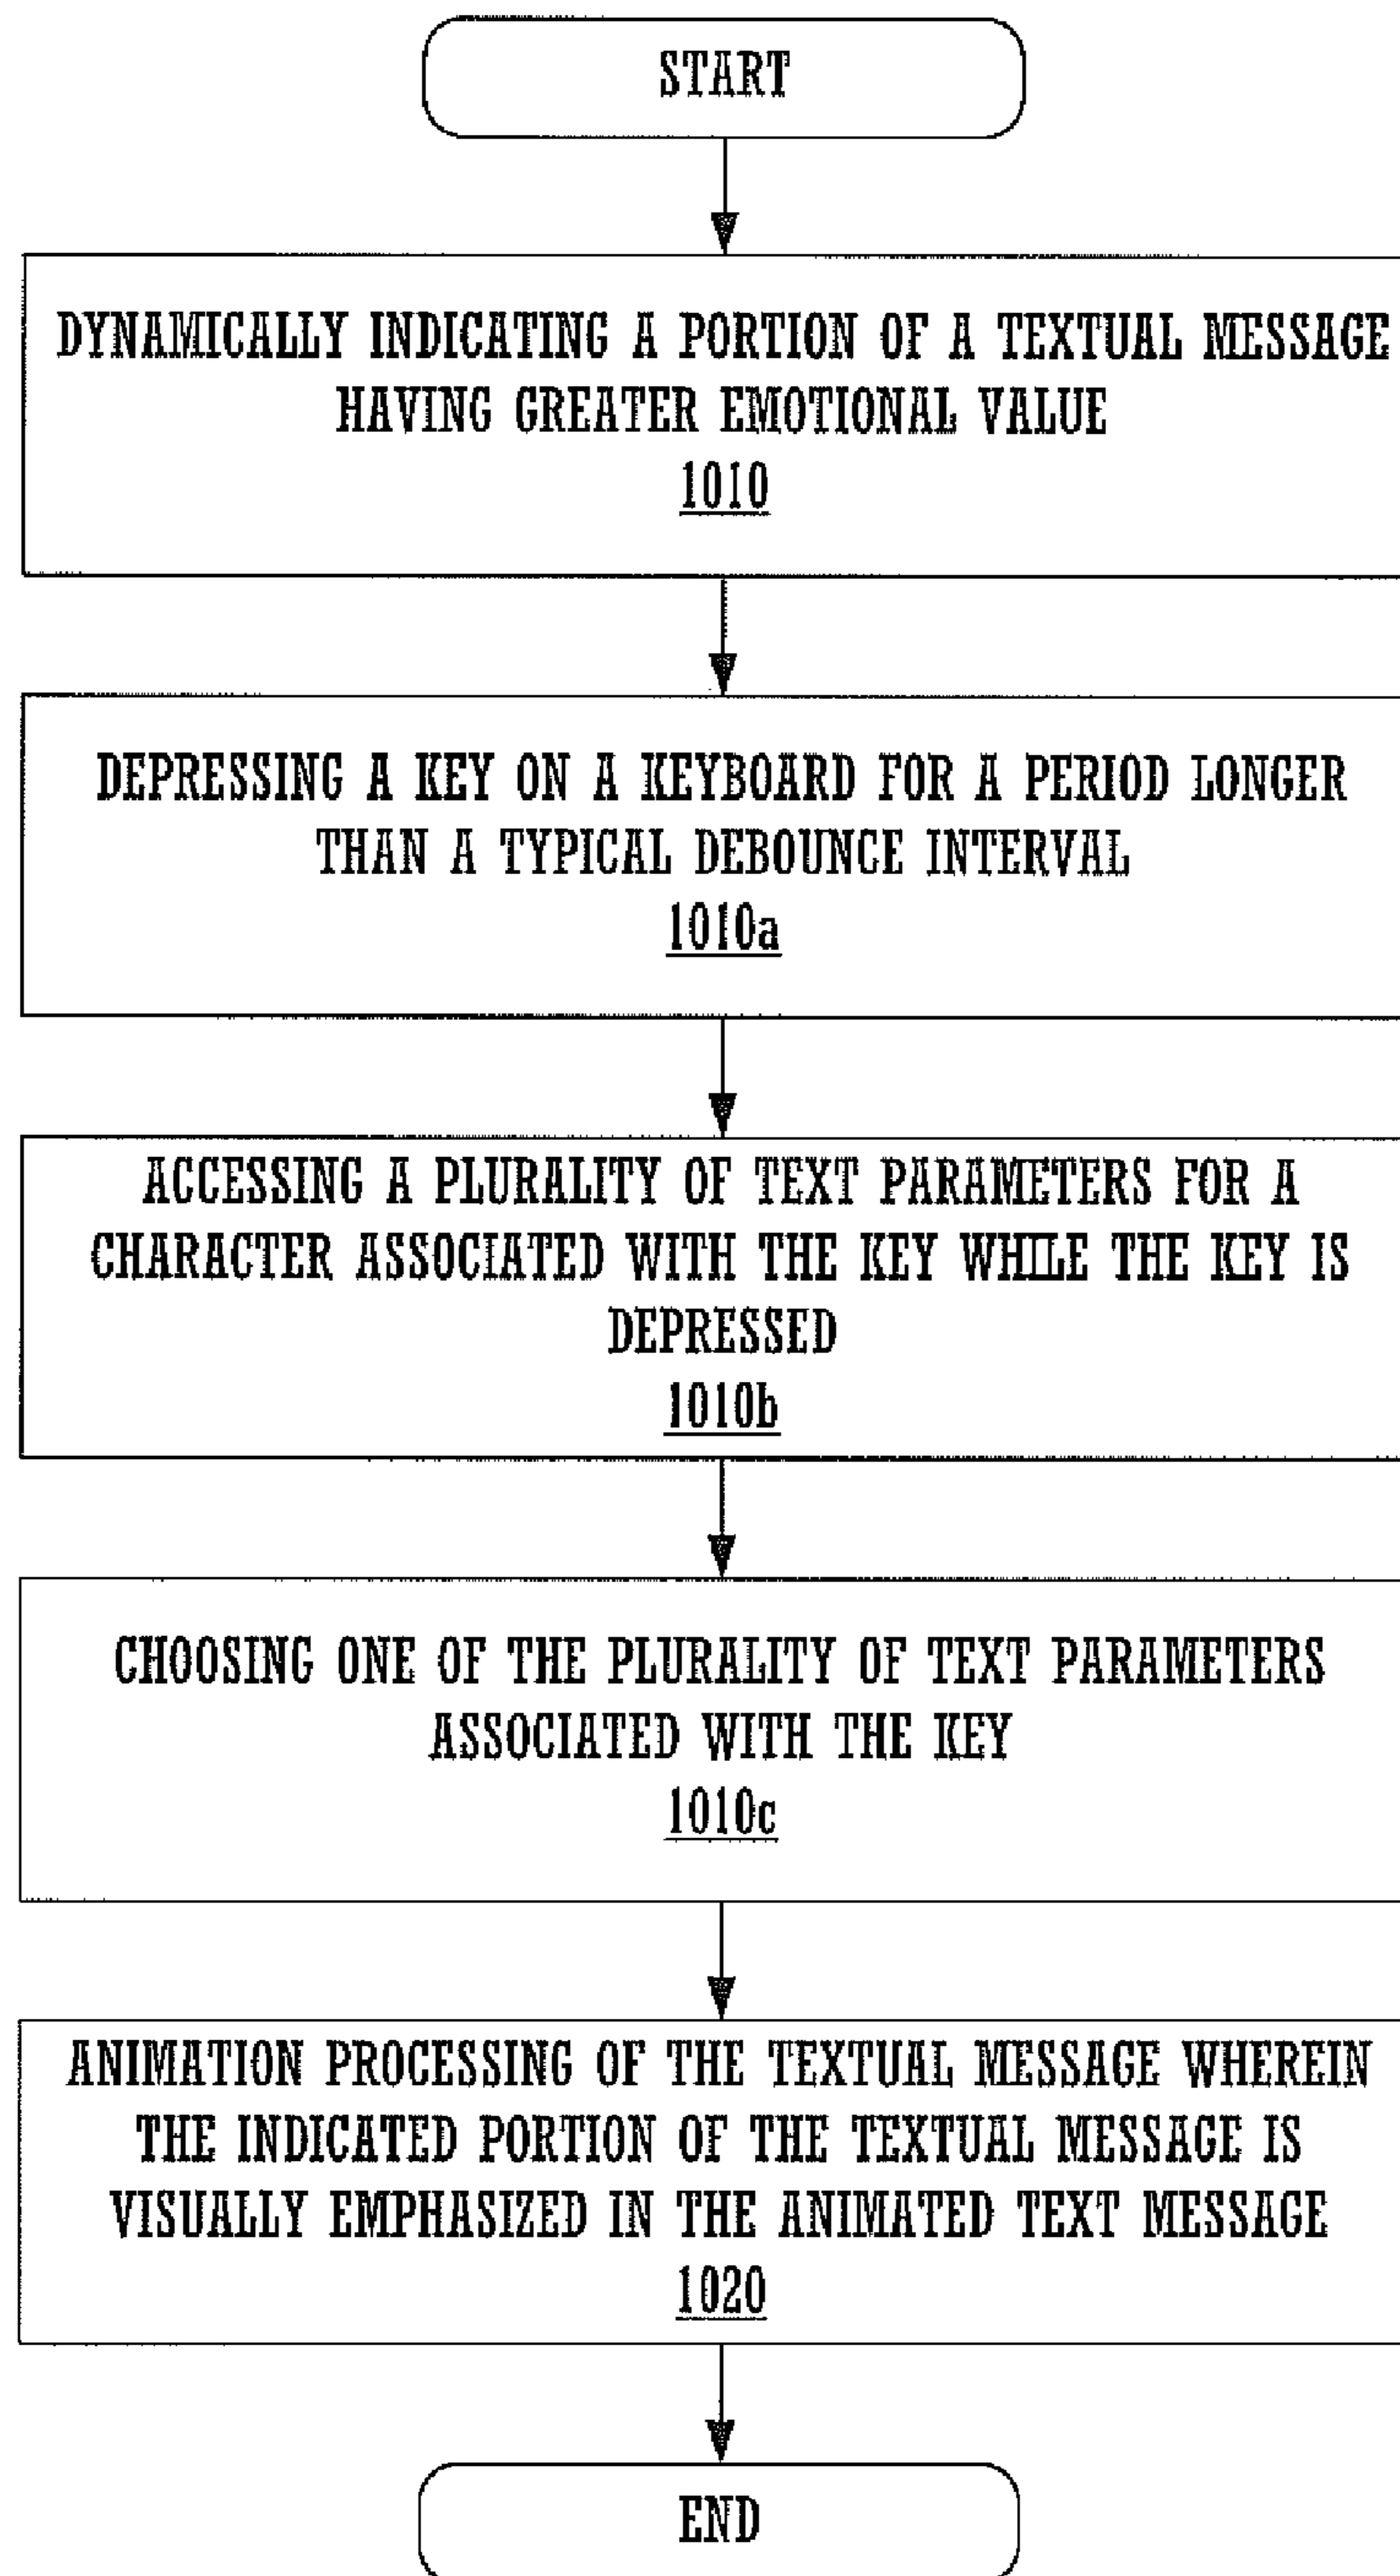 START
DYNAMICALLY INDICATING A PORTION OF A TEXTUAL MESSAGE
HAVING GREATER EMOTIONAL VALUE
1010
DEPRESSING A KEY ON A KEYBOARD FOR A PERIOD LONGER
THAN A TYPICAL DEBOUNCE INTERVAL
1010a
ACCESSING A PLURALITY OF TEXT PARAMETERS FOR A
CHARACTER ASSOCIATED WITH THE KEY WHILE THE KEY IS
DEPRESSED
1010b
CHOOSING ONE OF THE PLURALITY OF TEXT PARAMETERS
ASSOCIATED WITH THE KEY
1010c
ANIMATION PROCESSING OF THE TEXTUAL MESSAGE WHEREIN
THE INDICATED PORTION OF THE TEXTUAL MESSAGE IS
VISUALLY EMPHASIZED IN THE ANIMATED TEXT MESSAGE
1020
END